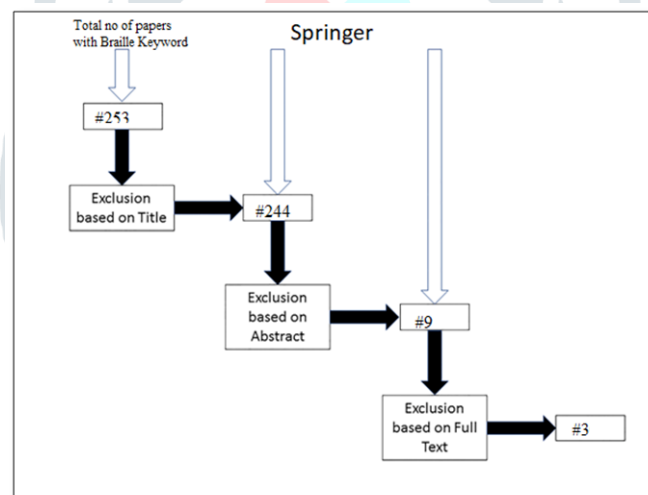 Total no of papers
with Braille Keyword
Springer
#253
Exclusion
based on Title
#244
Exclusion
based on
Abstract
#9
Exclusion
based on Full
Text
#3